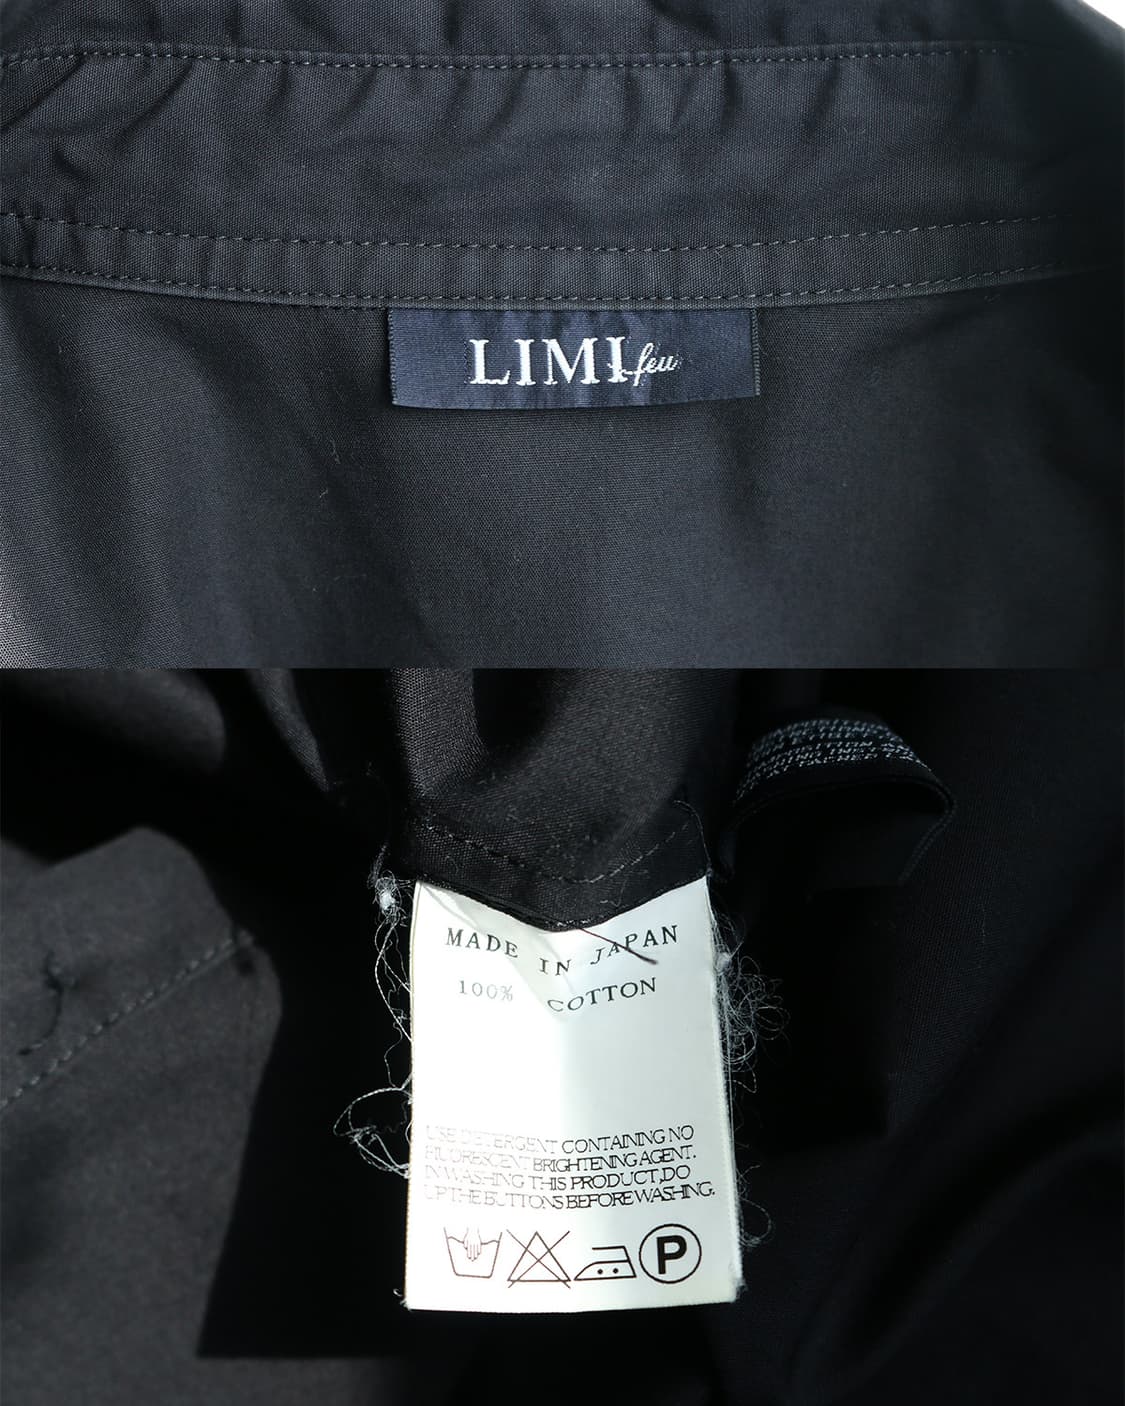 LIMI feu
MADE IN JAPAN
100% COTTON
USE DETERGENT CONTAINING NO
FLUORESCENT BRIGHTENING AGENT.
IN WASHING THIS PRODUCT,DO
UP THE BUTTONS BEFORE WASHING.
P